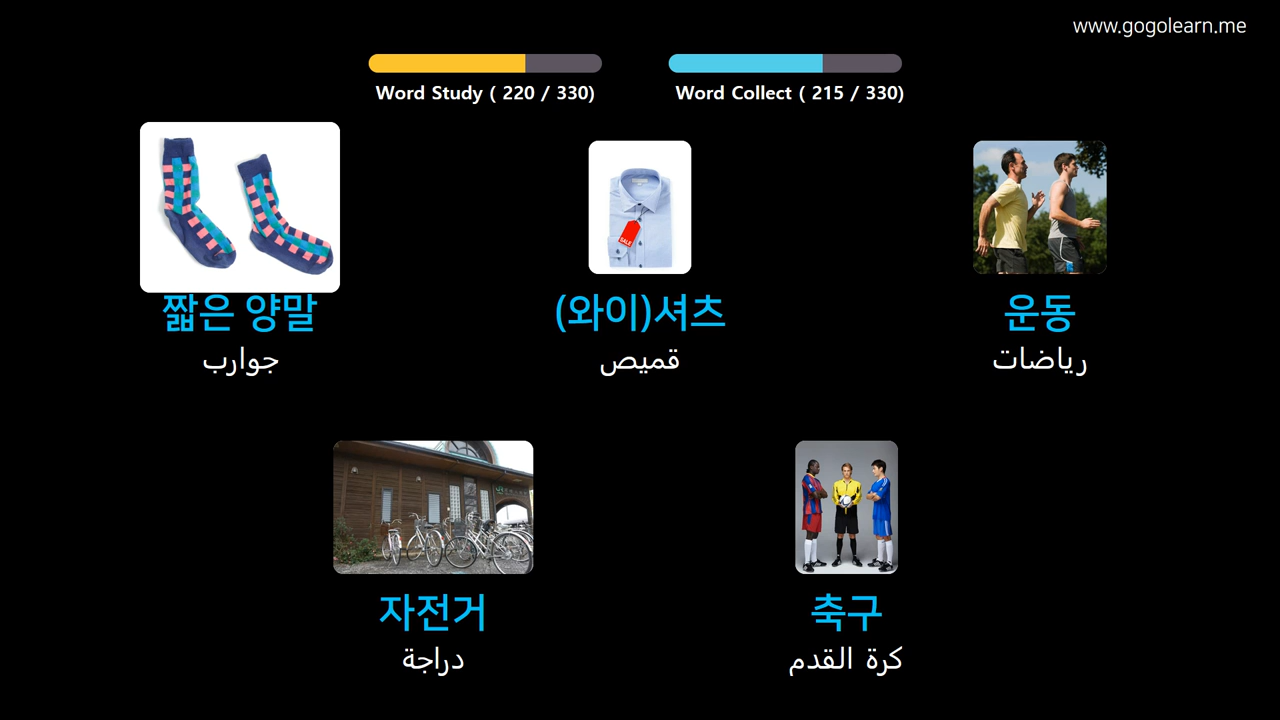 www.gogolearn.me
Word Study ( 220 / 330)
Word Collect ( 215 / 330)
짧은 양말
جوارب
(와이)셔츠
SALE
قميص
운동
رياضات
자전거
دراجة
축구
كرة القدم